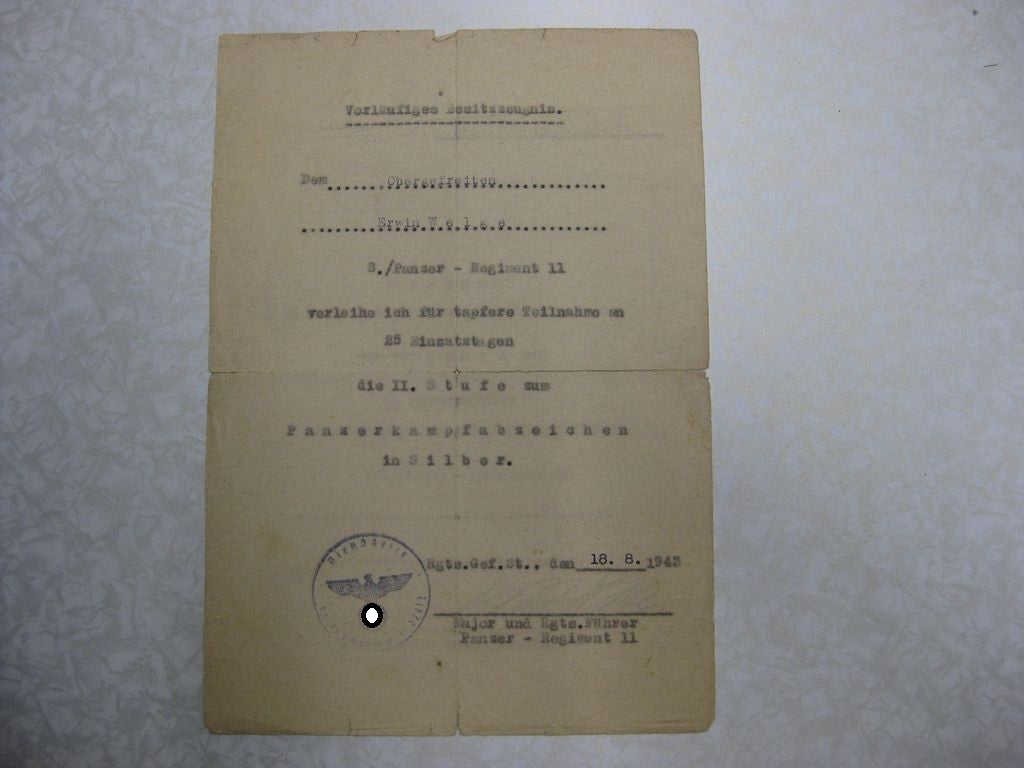 Vorläufiges Besitzzeugnis.
Dem Obergefreiten
Erwin W e l g e
3./Panzer - Regiment 11
verleihe ich für tapfere Teilnahme an
25 Einsatztagen
die II. S t u f e zum
P a n z e r k a m p f a b z e i c h e n
in S i l b e r.
Rgts.Gef.St., den 18. 8. 1943
Major und Rgts.Führer
Panzer - Regiment 11